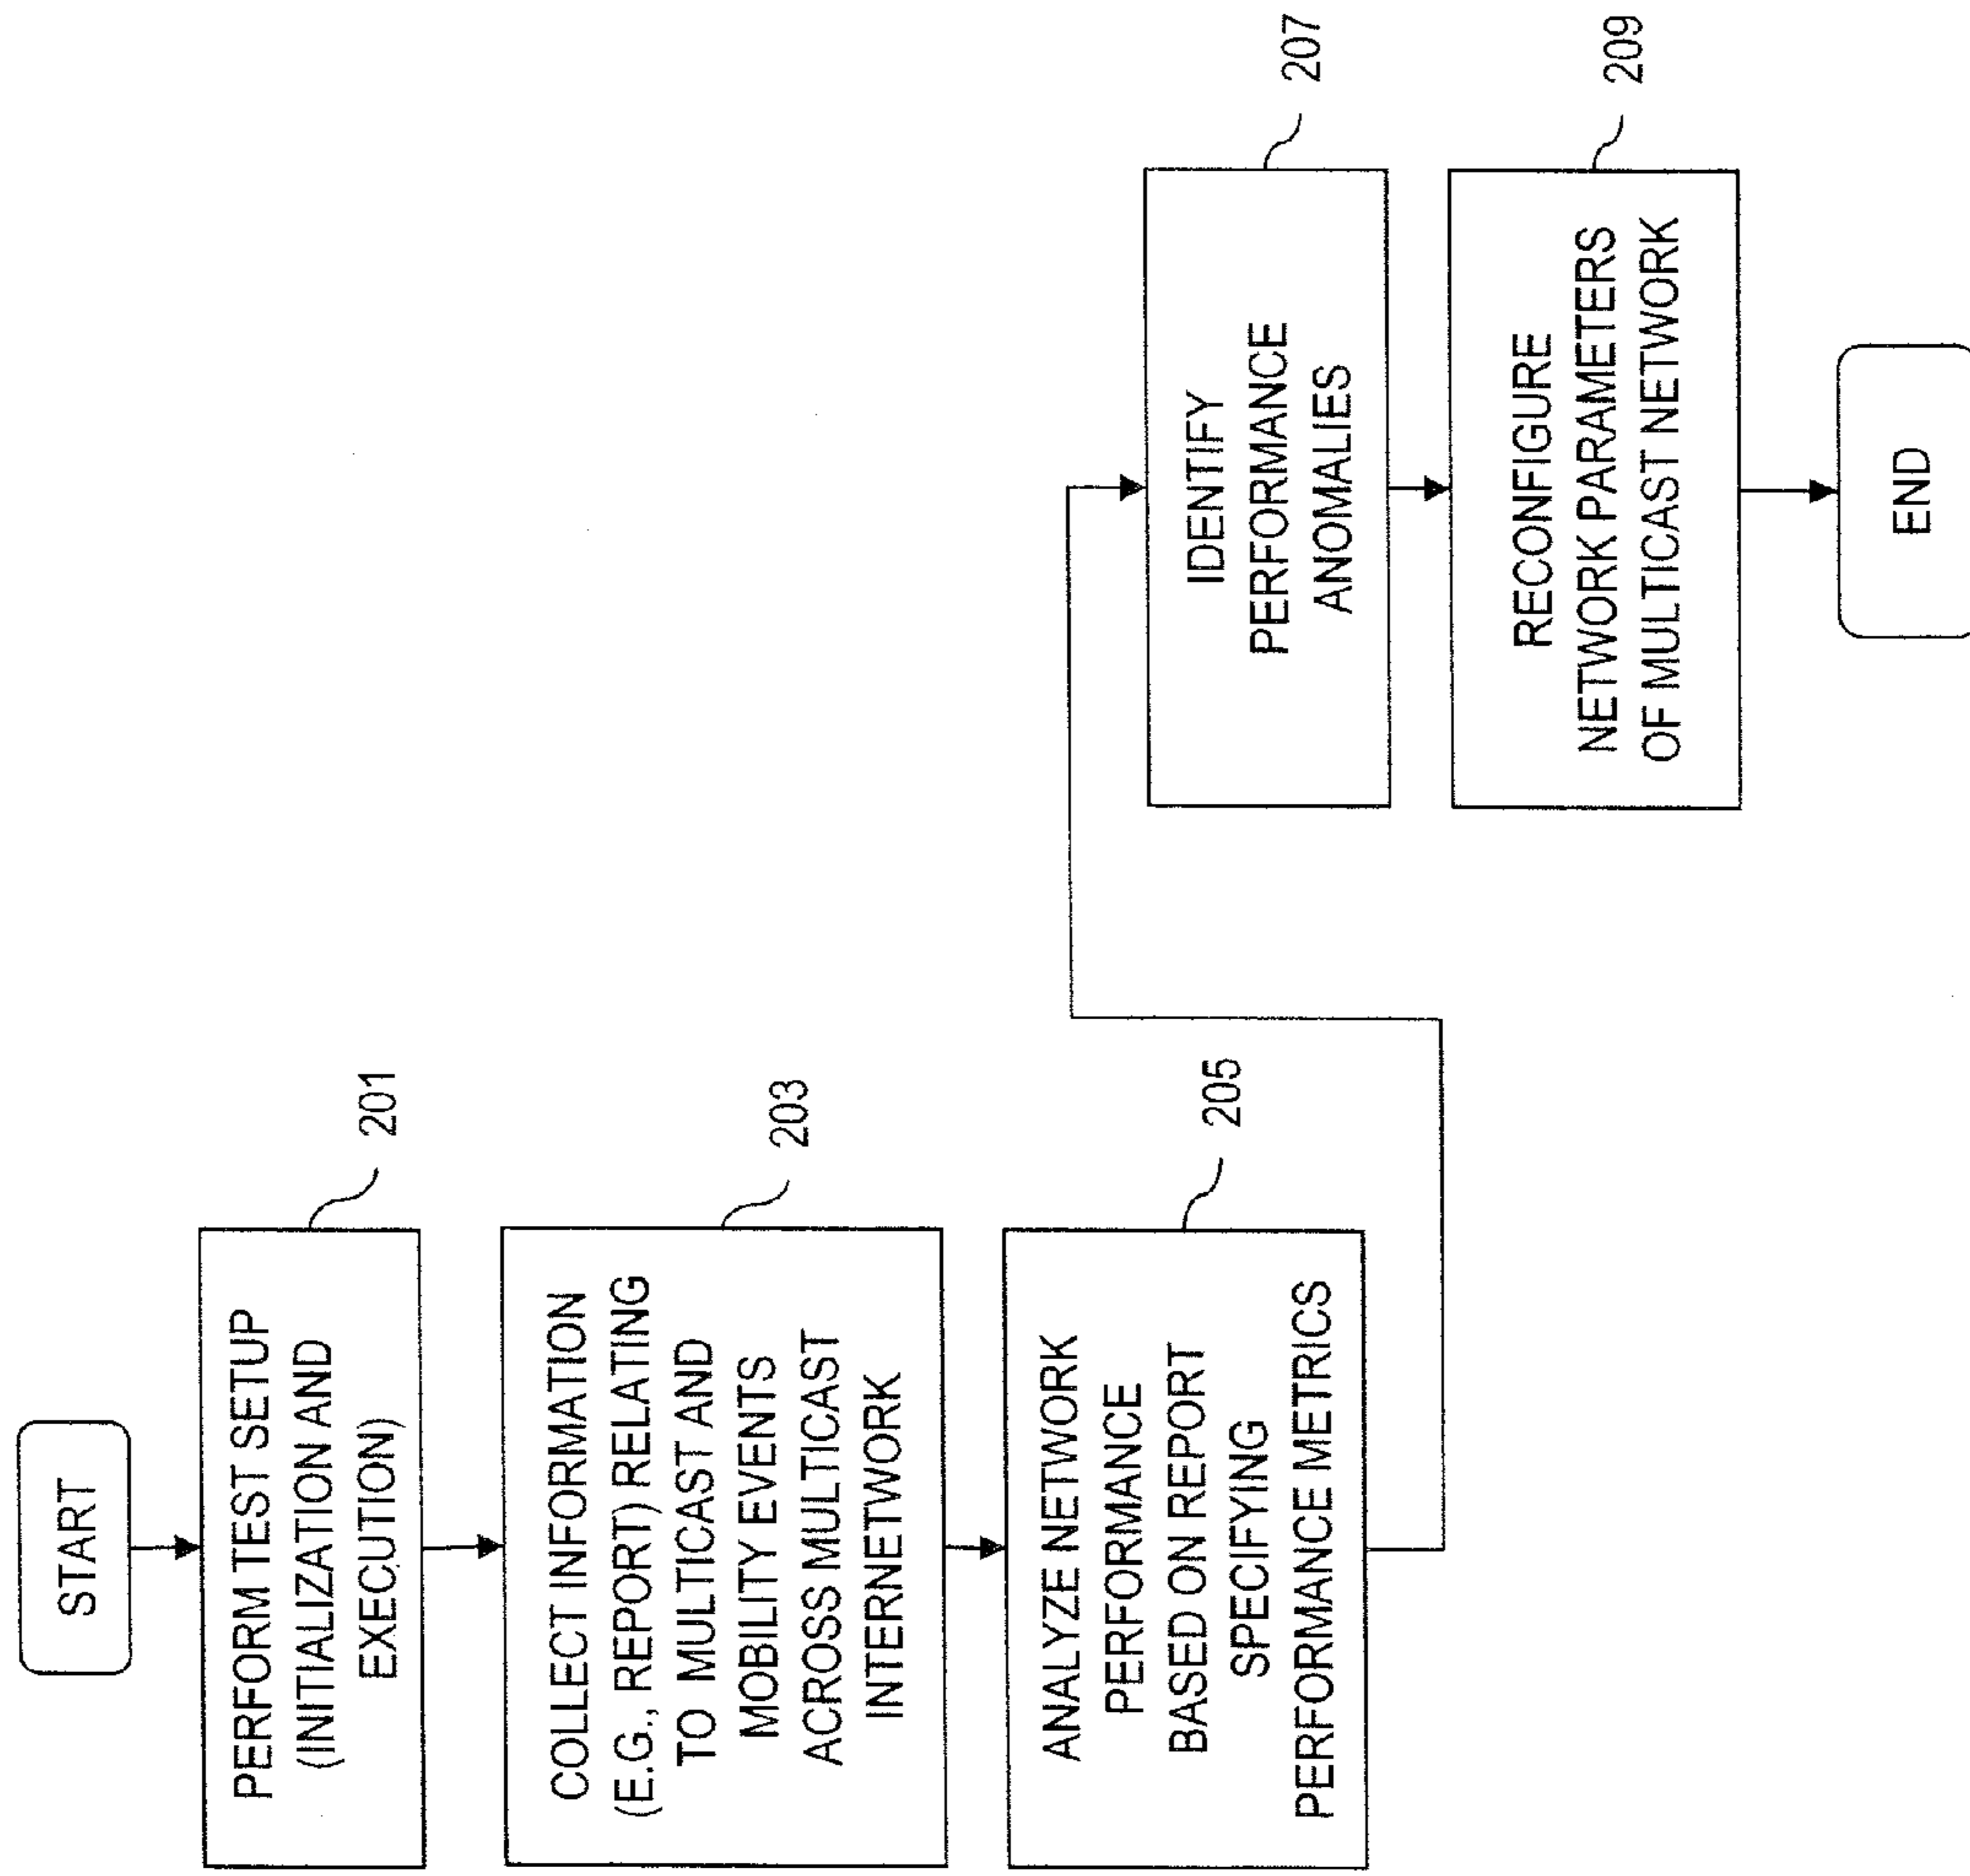 START
PERFORM TEST SETUP
(INITIALIZATION AND
EXECUTION)
201
COLLECT INFORMATION
(E.G., REPORT) RELATING
TO MULTICAST AND
MOBILITY EVENTS
ACROSS MULTICAST
INTERNETWORK
203
ANALYZE NETWORK
PERFORMANCE
BASED ON REPORT
SPECIFYING
PERFORMANCE METRICS
205
IDENTIFY
PERFORMANCE
ANOMALIES
207
RECONFIGURE
NETWORK PARAMETERS
OF MULTICAST NETWORK
209
END